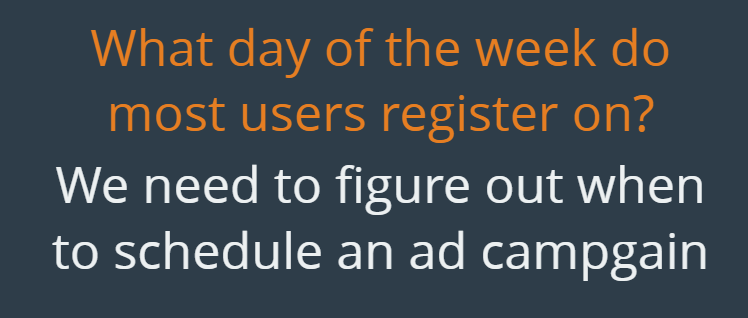 What day of the week do
most users register on?
We need to figure out when
to schedule an ad campgain